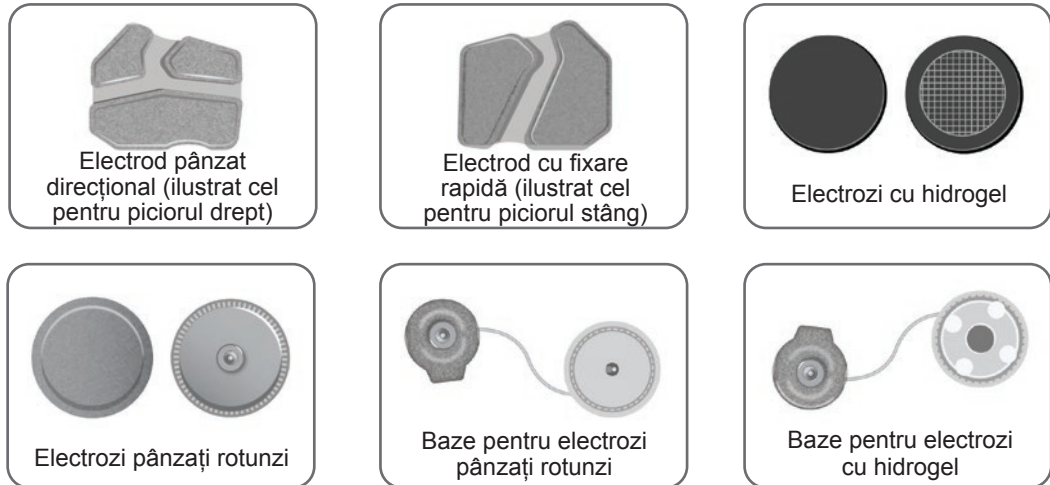 Electrod pânzat
direcțional (ilustrat cel
pentru piciorul drept)
Electrod cu fixare
rapidă (ilustrat cel
pentru piciorul stâng)
Electrozi cu hidrogel
Electrozi pânzați rotunzi
Baze pentru electrozi
pânzați rotunzi
Baze pentru electrozi
cu hidrogel